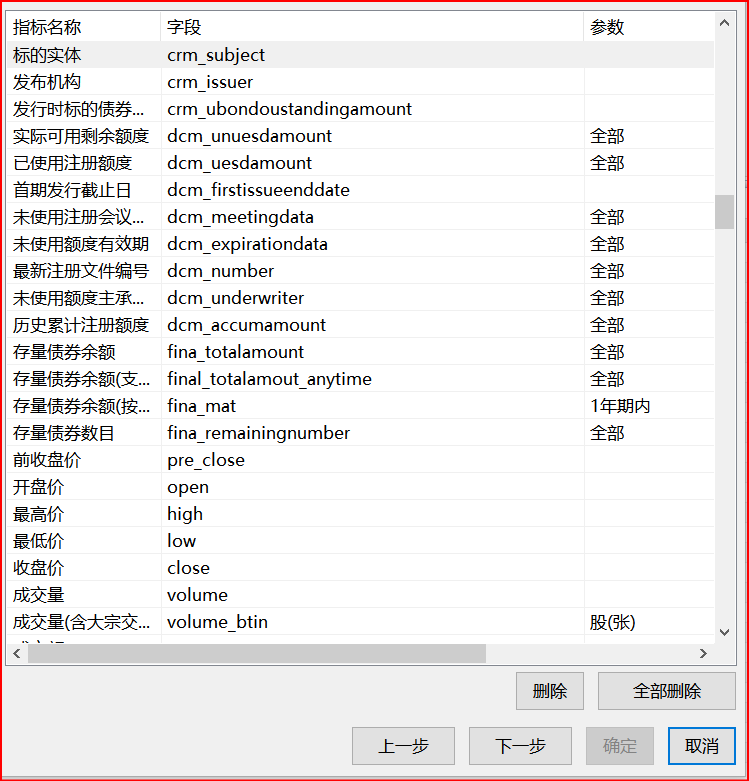 指标名称 字段 参数
标的实体 crm_subject
发布机构 crm_issuer
发行时标的债券... crm_ubondoustandingamount
实际可用剩余额度 dcm_unuesdamount 全部
已使用注册额度 dcm_uesdamount 全部
首期发行截止日 dcm_firstissueenddate
未使用注册会议... dcm_meetingdata 全部
未使用额度有效期 dcm_expirationdata 全部
最新注册文件编号 dcm_number 全部
未使用额度主承... dcm_underwriter 全部
历史累计注册额度 dcm_accumamount 全部
存量债券余额 fina_totalamount 全部
存量债券余额(支... final_totalamout_anytime 全部
存量债券余额(按... fina_mat 1年期内
存量债券数目 fina_remainingnumber 全部
前收盘价 pre_close
开盘价 open
最高价 high
最低价 low
收盘价 close
成交量 volume
成交量(含大宗交... volume_btin 股(张)
删除 全部删除
上一步 下一步 确定 取消